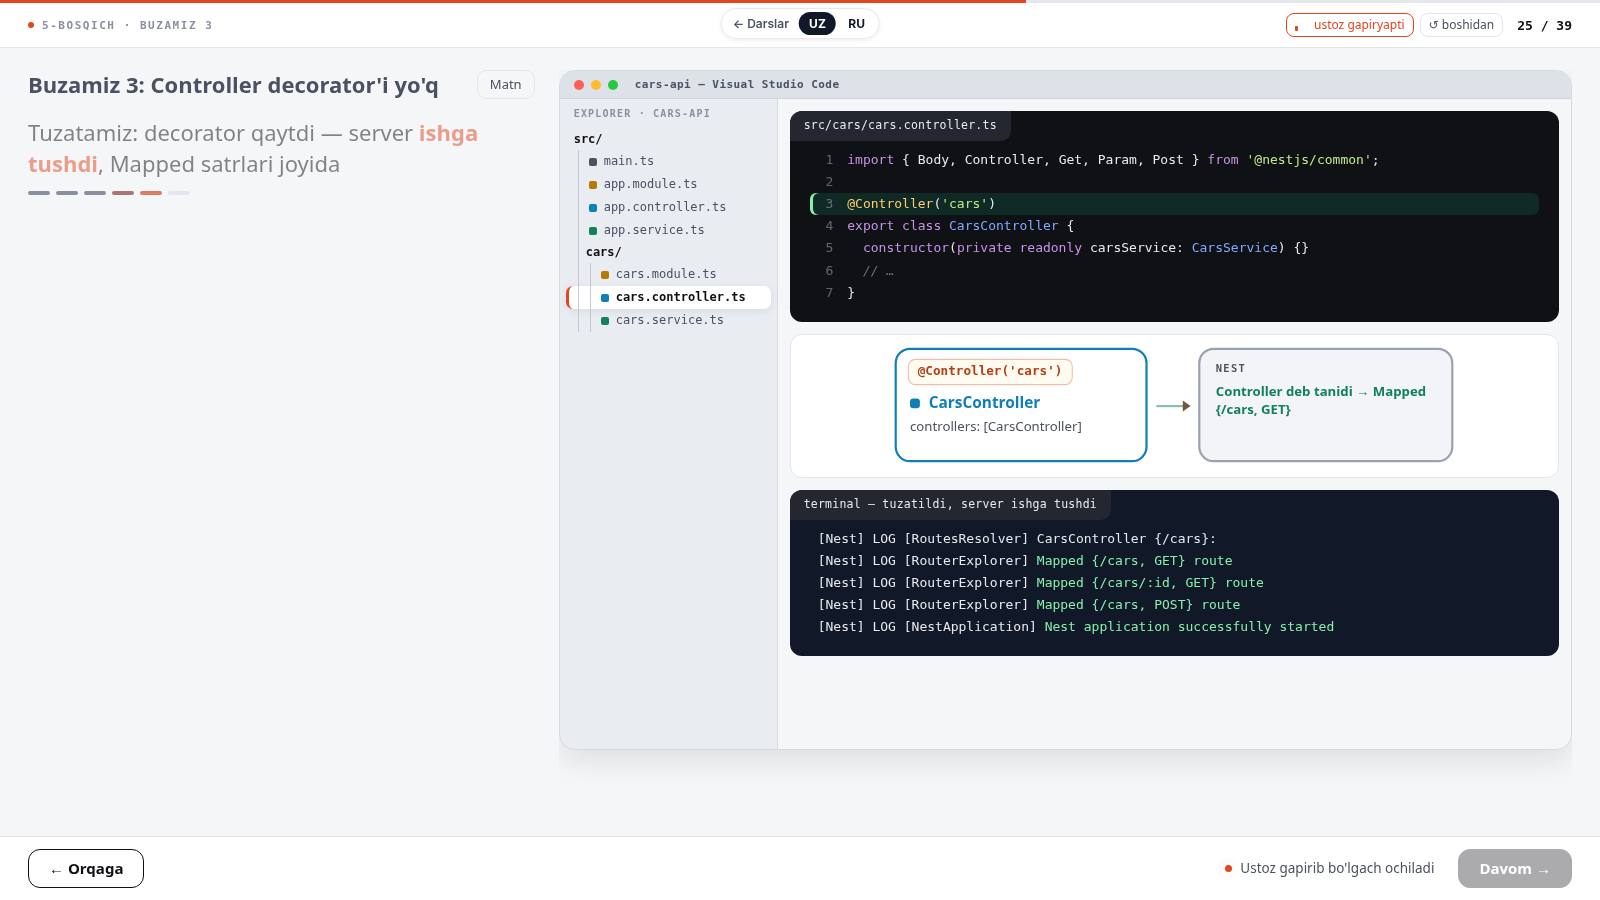 5-BOSQICH · BUZAMIZ 3
← Darslar UZ RU
ustoz gapiryapti
↺ boshidan
25 / 39
Buzamiz 3: Controller decorator'i yo'q
Matn
Tuzatamiz: decorator qaytdi — server ishga
tushdi, Mapped satrlari joyida
cars-api — Visual Studio Code
EXPLORER · CARS-API
src/
main.ts
app.module.ts
app.controller.ts
app.service.ts
cars/
cars.module.ts
cars.controller.ts
cars.service.ts
src/cars/cars.controller.ts
1 import { Body, Controller, Get, Param, Post } from '@nestjs/common';
2
3 @Controller('cars')
4 export class CarsController {
5 constructor(private readonly carsService: CarsService) {}
6 // …
7 }
@Controller('cars')
CarsController
controllers: [CarsController]
NEST
Controller deb tanidi → Mapped
{/cars, GET}
terminal — tuzatildi, server ishga tushdi
[Nest] LOG [RoutesResolver] CarsController {/cars}:
[Nest] LOG [RouterExplorer] Mapped {/cars, GET} route
[Nest] LOG [RouterExplorer] Mapped {/cars/:id, GET} route
[Nest] LOG [RouterExplorer] Mapped {/cars, POST} route
[Nest] LOG [NestApplication] Nest application successfully started
← Orqaga
Ustoz gapirib bo'lgach ochiladi
Davom →